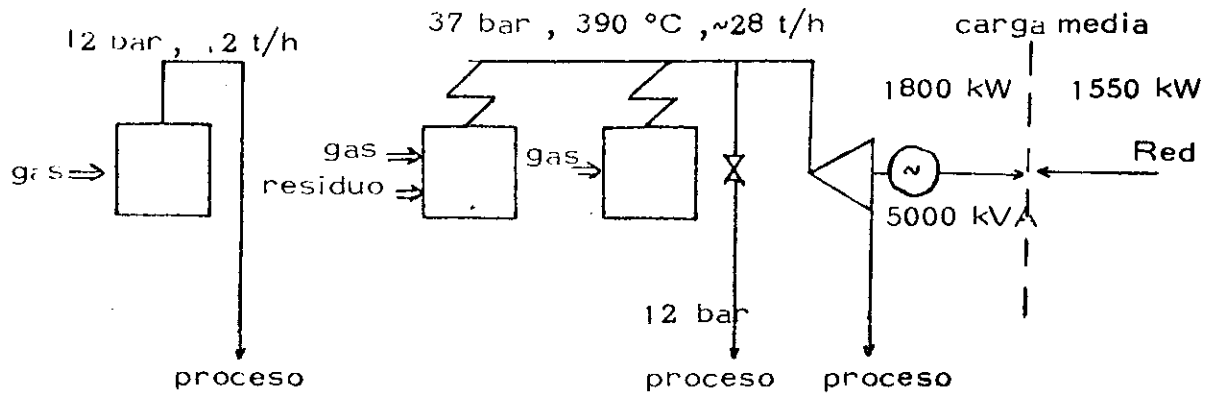 12 bar , 12 t/h
37 bar , 390 °C , ~28 t/h
carga media
1800 kW
1550 kW
gas
gas
residuo
gas
Red
~
5000 kVA
12 bar
proceso
proceso
proceso